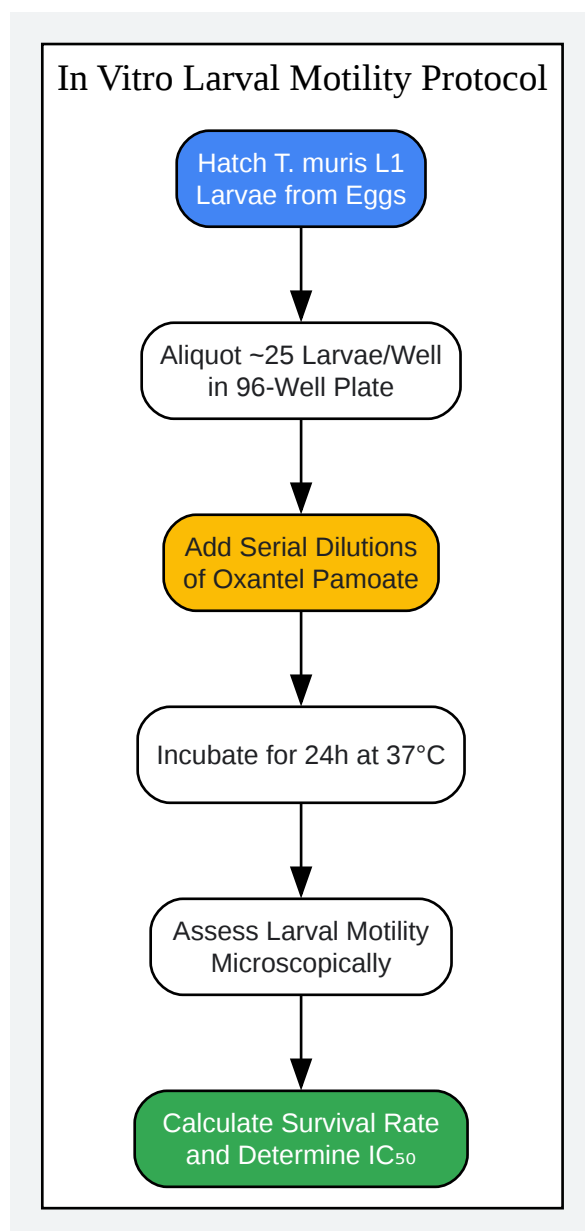 In Vitro Larval Motility Protocol
Hatch T. muris L1
Larvae from Eggs
Aliquot ~25 Larvae/Well
in 96-Well Plate
Add Serial Dilutions
of Oxantel Pamoate
Incubate for 24h at 37°C
Assess Larval Motility
Microscopically
Calculate Survival Rate
and Determine IC₅₀